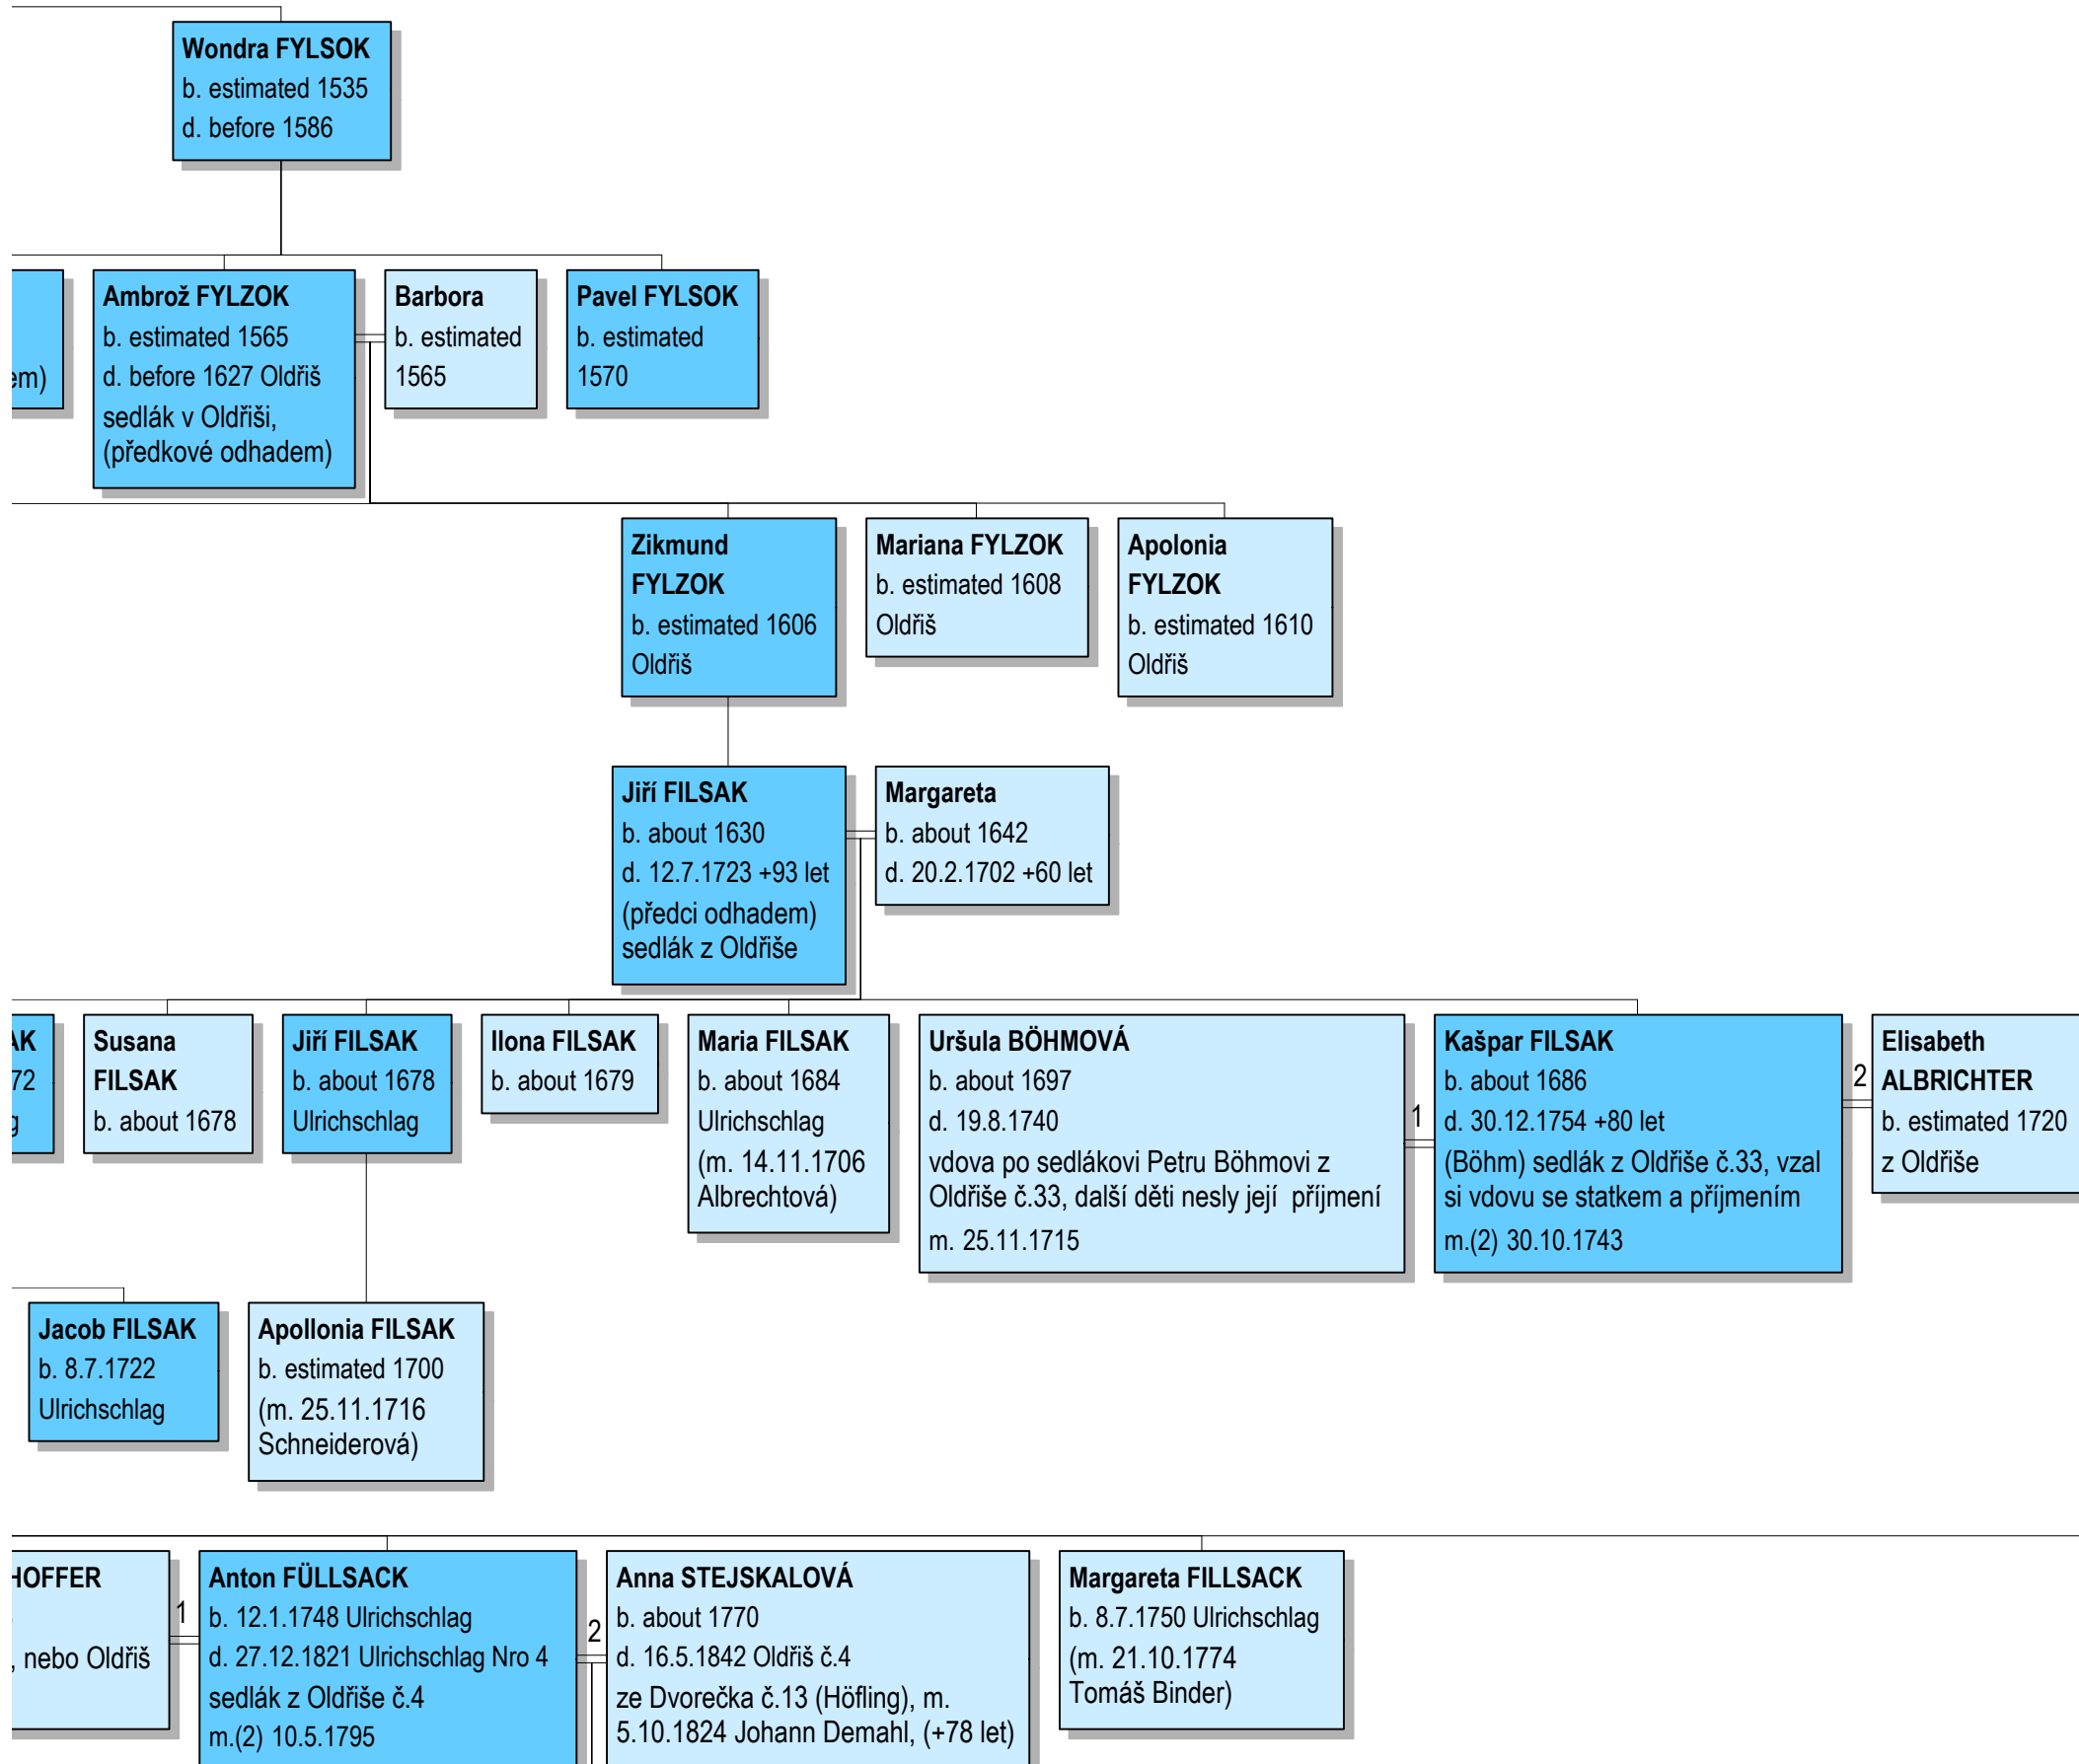 Wondra FYLSOK
b. estimated 1535
d. before 1586
em)
Ambrož FYLZOK
b. estimated 1565
d. before 1627 Oldřiš
sedlák v Oldřiši,
(předkové odhadem)
Barbora
b. estimated
1565
Pavel FYLSOK
b. estimated
1570
Zikmund
FYLZOK
b. estimated 1606
Oldřiš
Mariana FYLZOK
b. estimated 1608
Oldřiš
Apolonia
FYLZOK
b. estimated 1610
Oldřiš
Jiří FILSAK
b. about 1630
d. 12.7.1723 +93 let
(předci odhadem)
sedlák z Oldřiše
Margareta
b. about 1642
d. 20.2.1702 +60 let
AK
72
g
Susana
FILSAK
b. about 1678
Jiří FILSAK
b. about 1678
Ulrichschlag
Ilona FILSAK
b. about 1679
Maria FILSAK
b. about 1684
Ulrichschlag
(m. 14.11.1706
Albrechtová)
Uršula BÖHMOVÁ
b. about 1697
d. 19.8.1740
vdova po sedlákovi Petru Böhmovi z
Oldřiše č.33, další děti nesly její příjmení
m. 25.11.1715
1
Kašpar FILSAK
b. about 1686
d. 30.12.1754 +80 let
(Böhm) sedlák z Oldřiše č.33, vzal
si vdovu se statkem a příjmením
m.(2) 30.10.1743
2
Elisabeth
ALBRICHTER
b. estimated 1720
z Oldřiše
Jacob FILSAK
b. 8.7.1722
Ulrichschlag
Apollonia FILSAK
b. estimated 1700
(m. 25.11.1716
Schneiderová)
HOFFER
, nebo Oldřiš
1
Anton FÜLLSACK
b. 12.1.1748 Ulrichschlag
d. 27.12.1821 Ulrichschlag Nro 4
sedlák z Oldřiše č.4
m.(2) 10.5.1795
2
Anna STEJSKALOVÁ
b. about 1770
d. 16.5.1842 Oldřiš č.4
ze Dvorečka č.13 (Höfling), m.
5.10.1824 Johann Demahl, (+78 let)
Margareta FILLSACK
b. 8.7.1750 Ulrichschlag
(m. 21.10.1774
Tomáš Binder)